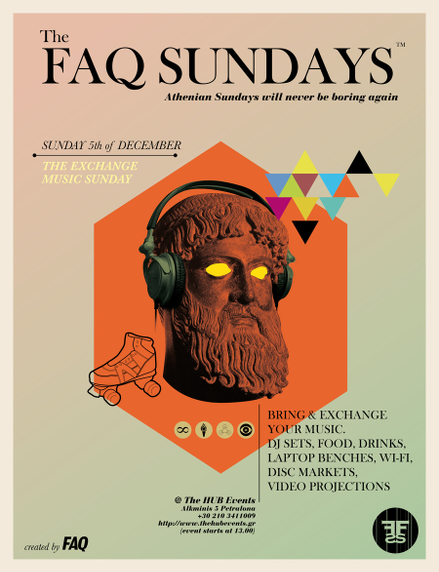 The
FAQ SUNDAYS™
Athenian Sundays will never be boring again
SUNDAY 5th of DECEMBER
THE EXCHANGE
MUSIC SUNDAY
BRING & EXCHANGE
YOUR MUSIC.
DJ SETS, FOOD, DRINKS,
LAPTOP BENCHES, WI-FI,
DISC MARKETS,
VIDEO PROJECTIONS
@ The HUB Events
Alkminis 5 Petralona
+30 210 3411009
http://www.thehubevents.gr
(event starts at 13.00)
created by FAQ